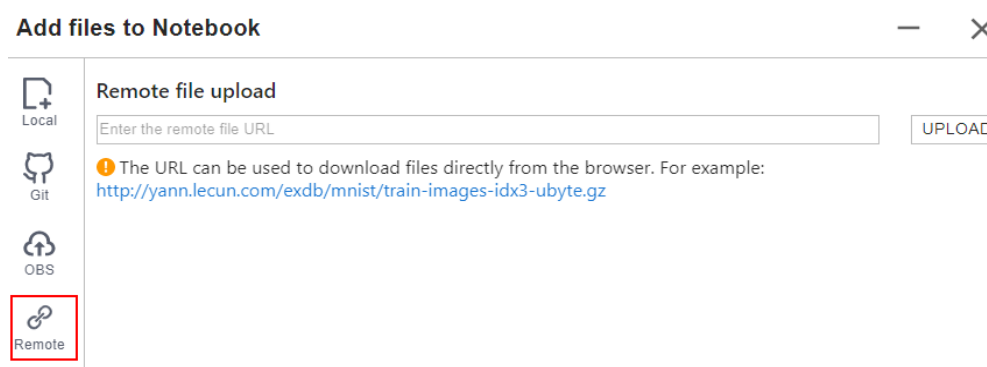 Add files to Notebook
Local
Git
OBS
Remote
Remote file upload
Enter the remote file URL
UPLOAD
The URL can be used to download files directly from the browser. For example:
http://yann.lecun.com/exdb/mnist/train-images-idx3-ubyte.gz